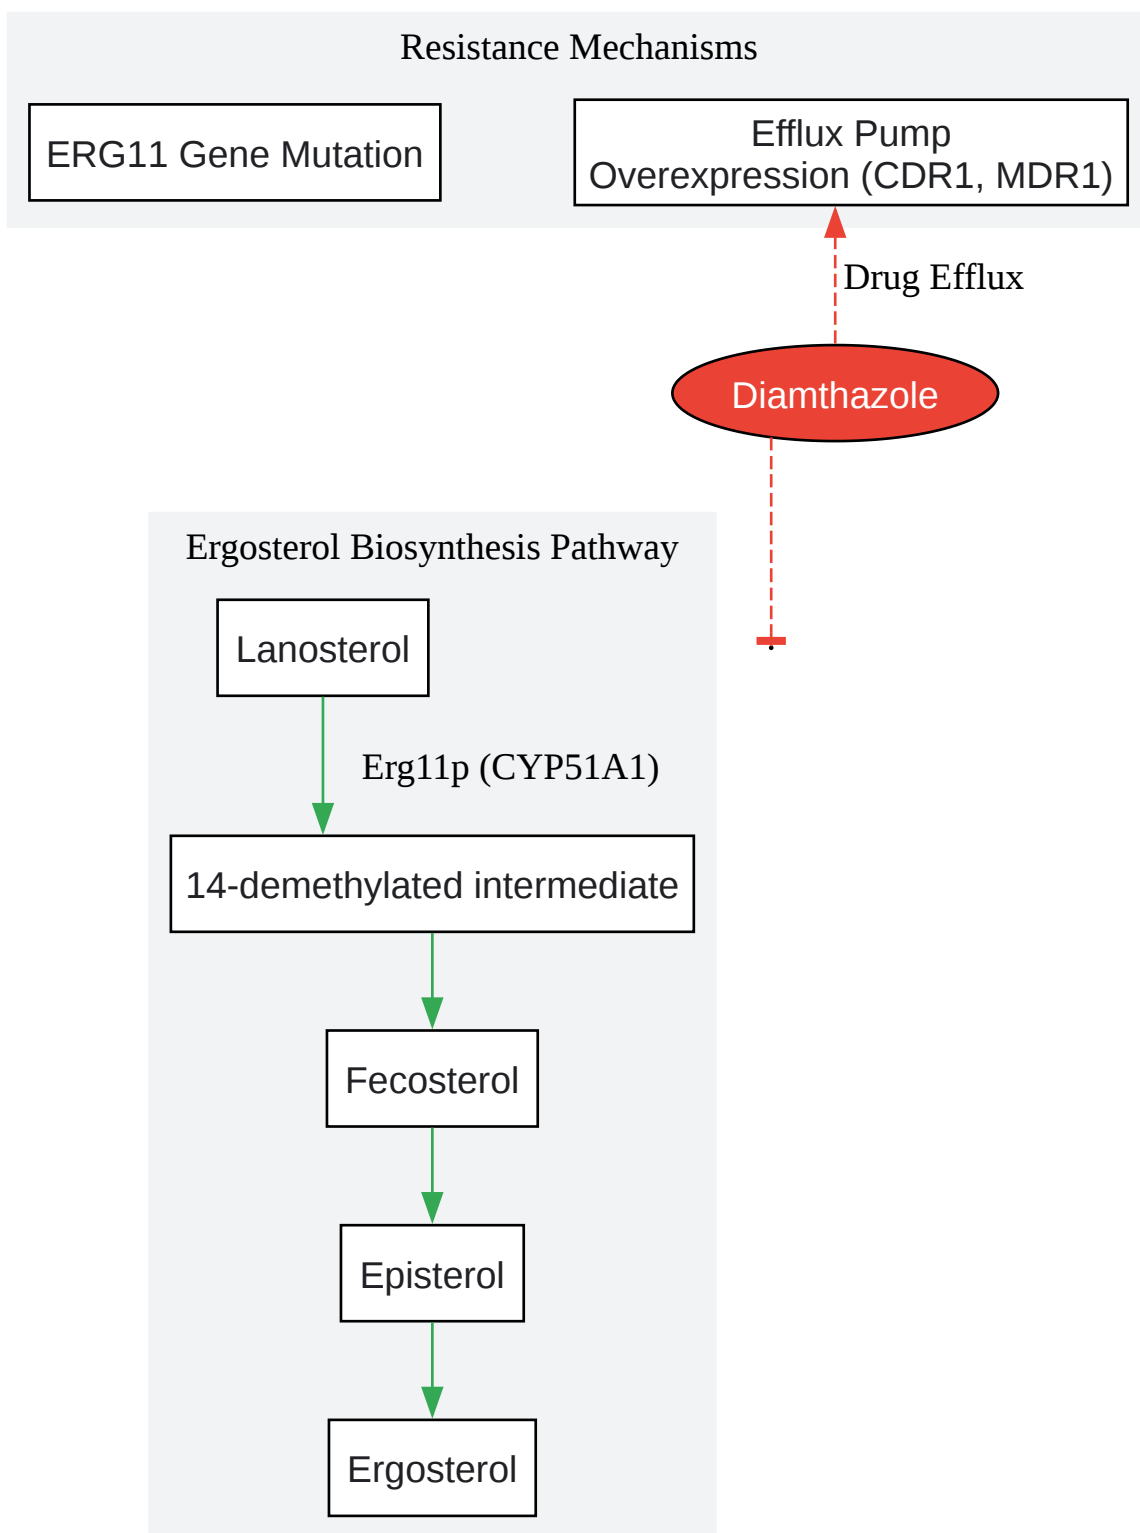 Resistance Mechanisms
ERG11 Gene Mutation
Efflux Pump
Overexpression (CDR1, MDR1)
Drug Efflux
Diamthazole
Ergosterol Biosynthesis Pathway
Lanosterol
Erg11p (CYP51A1)
14-demethylated intermediate
Fecosterol
Episterol
Ergosterol